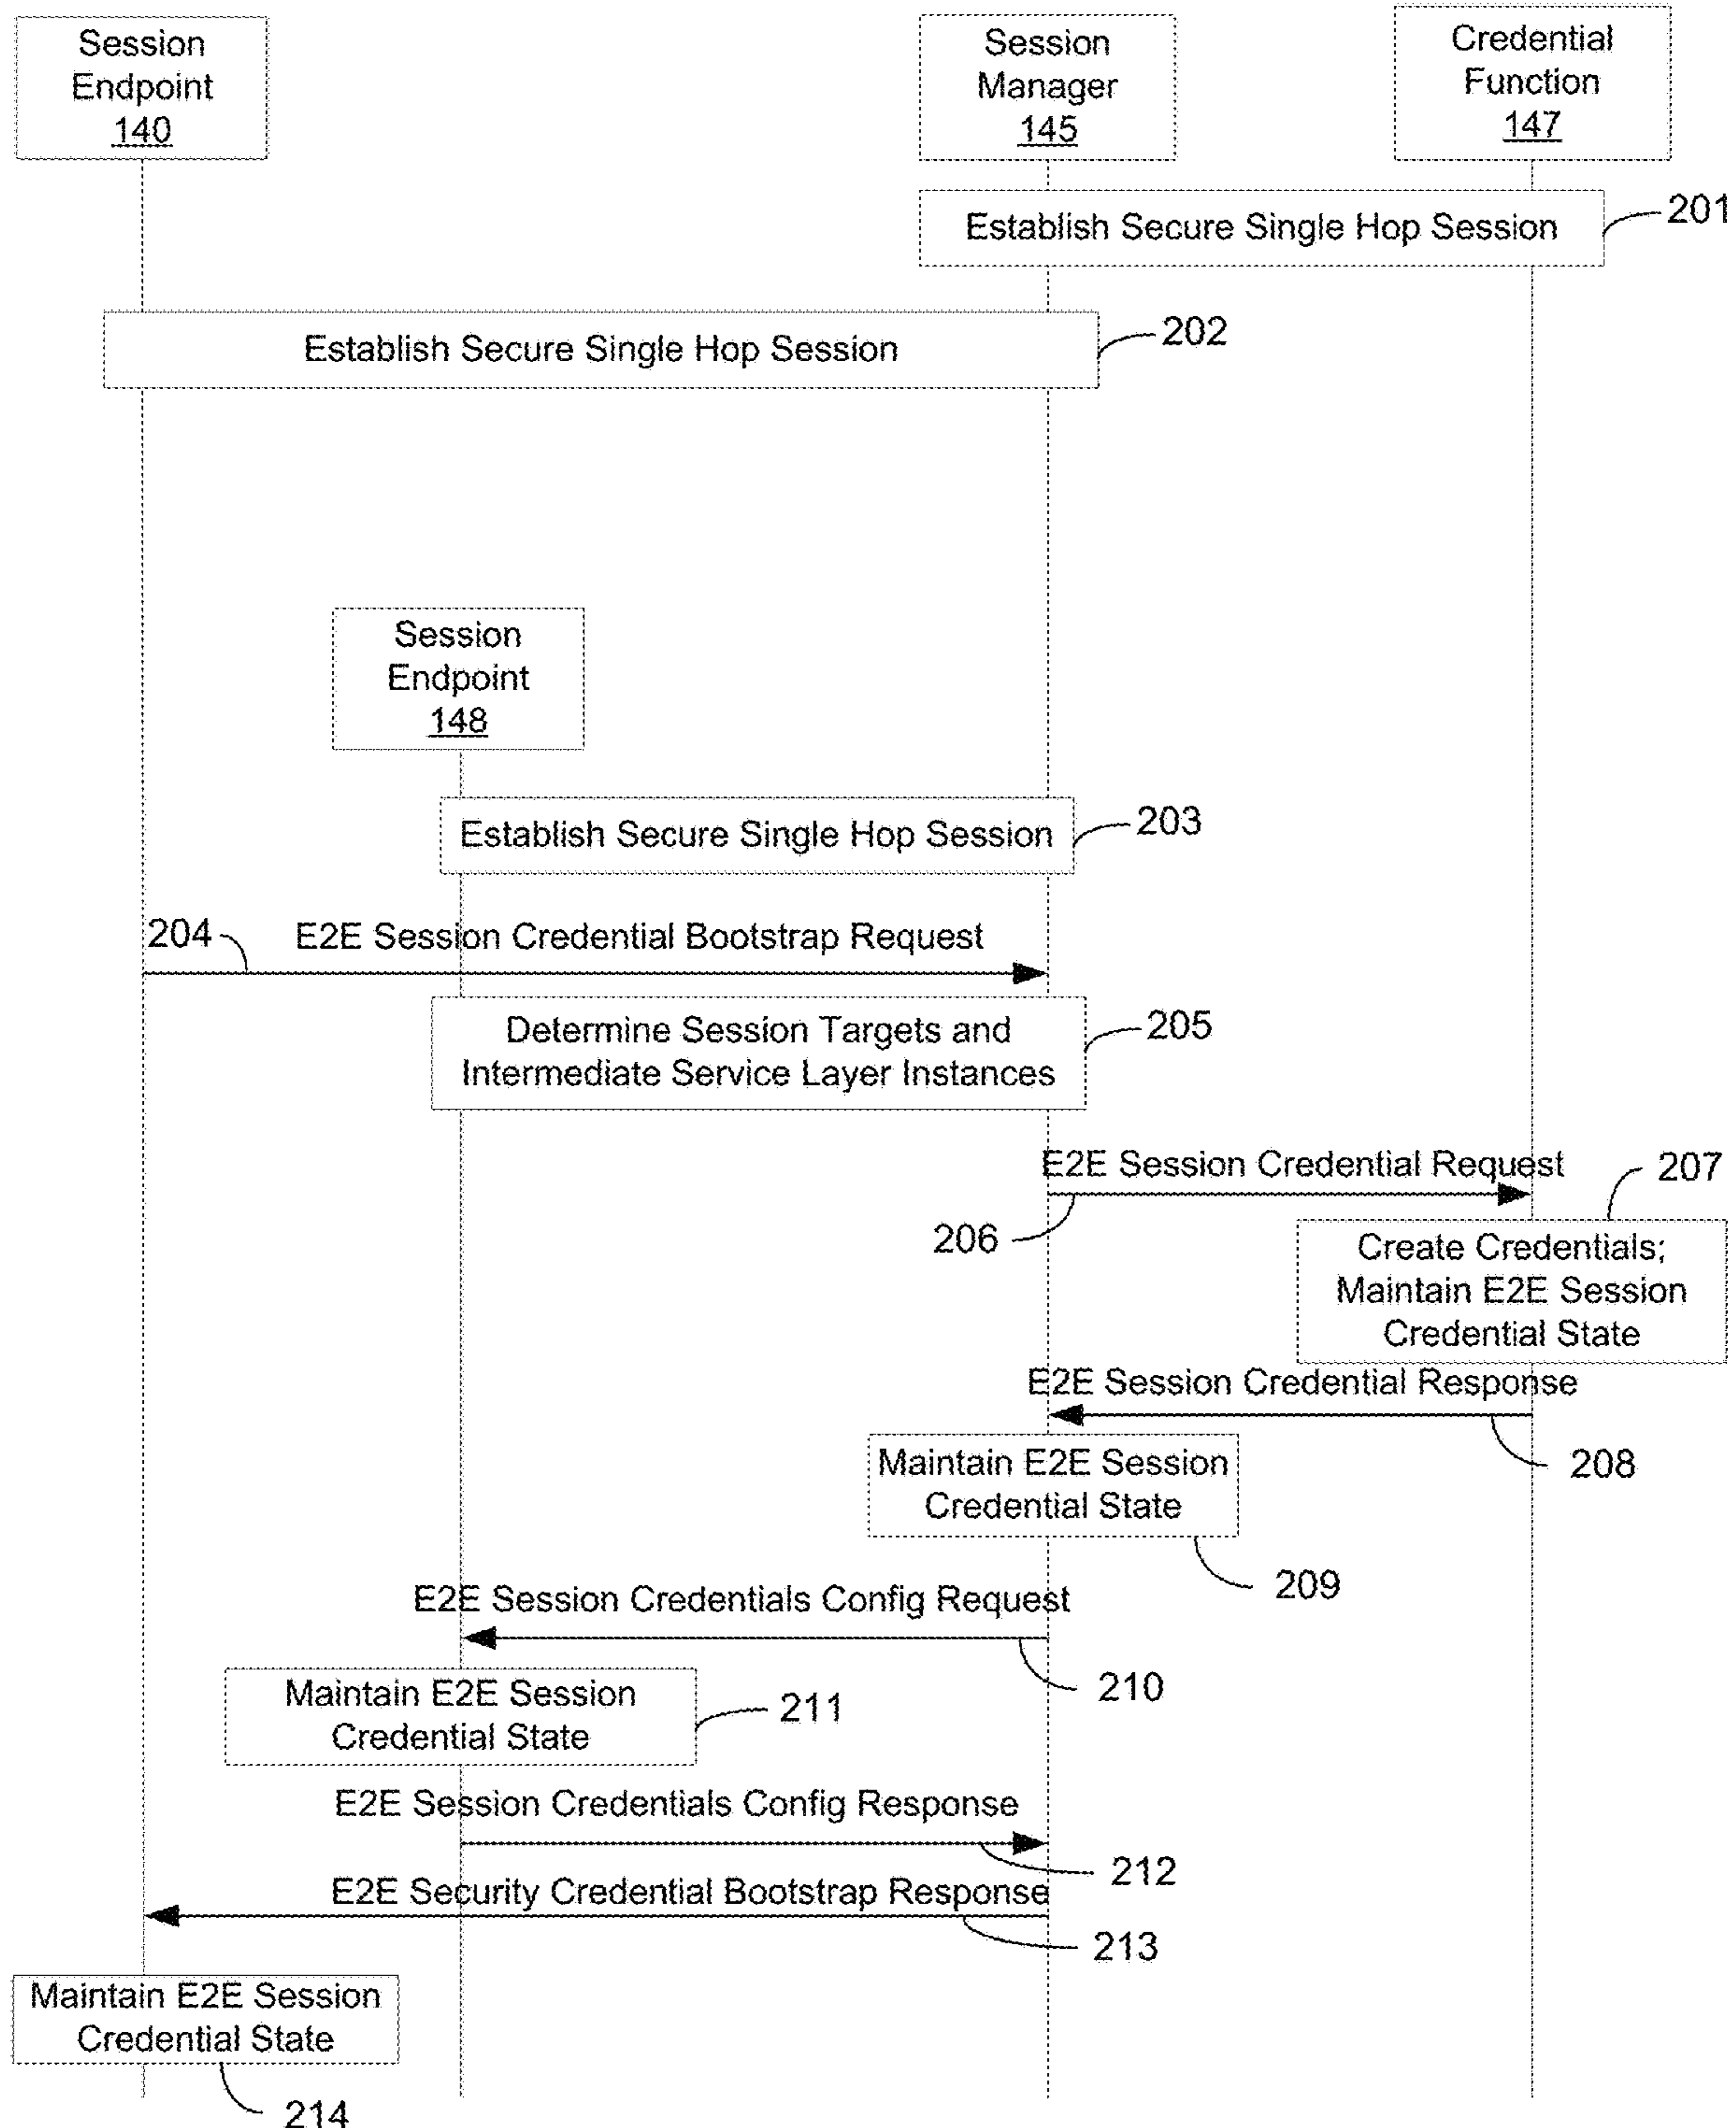 Session
Endpoint
140
Session
Manager
145
Credential
Function
147
Establish Secure Single Hop Session
201
Establish Secure Single Hop Session
202
Session
Endpoint
148
Establish Secure Single Hop Session
203
204
E2E Session Credential Bootstrap Request
Determine Session Targets and
Intermediate Service Layer Instances
205
E2E Session Credential Request
206
207
Create Credentials;
Maintain E2E Session
Credential State
E2E Session Credential Response
208
Maintain E2E Session
Credential State
209
E2E Session Credentials Config Request
210
Maintain E2E Session
Credential State
211
E2E Session Credentials Config Response
212
E2E Security Credential Bootstrap Response
213
Maintain E2E Session
Credential State
214